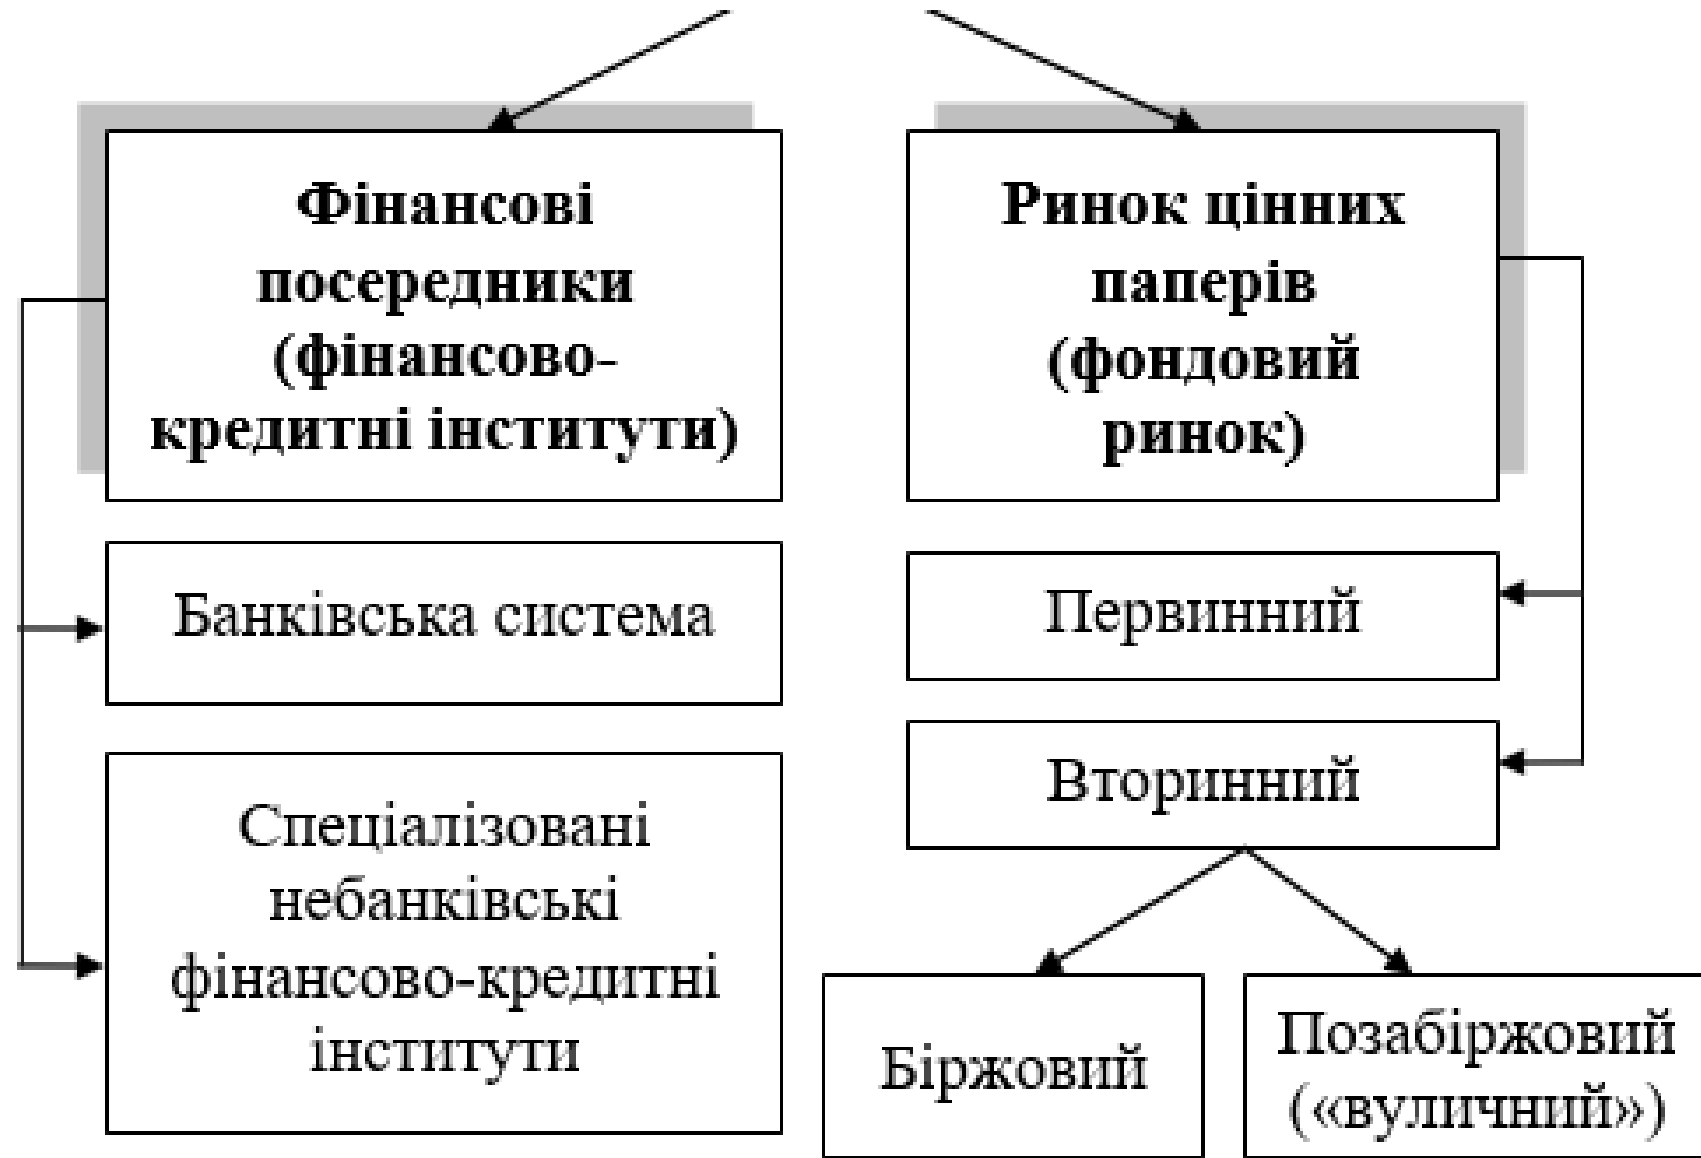 Фінансові
посередники
(фінансово-
кредитні інститути)
Банківська система
Спеціалізовані
небанківські
фінансово-кредитні
інститути
Ринок цінних
паперів
(фондовий
ринок)
Первинний
Вторинний
Біржовий
Позабіржовий
(«вуличний»)